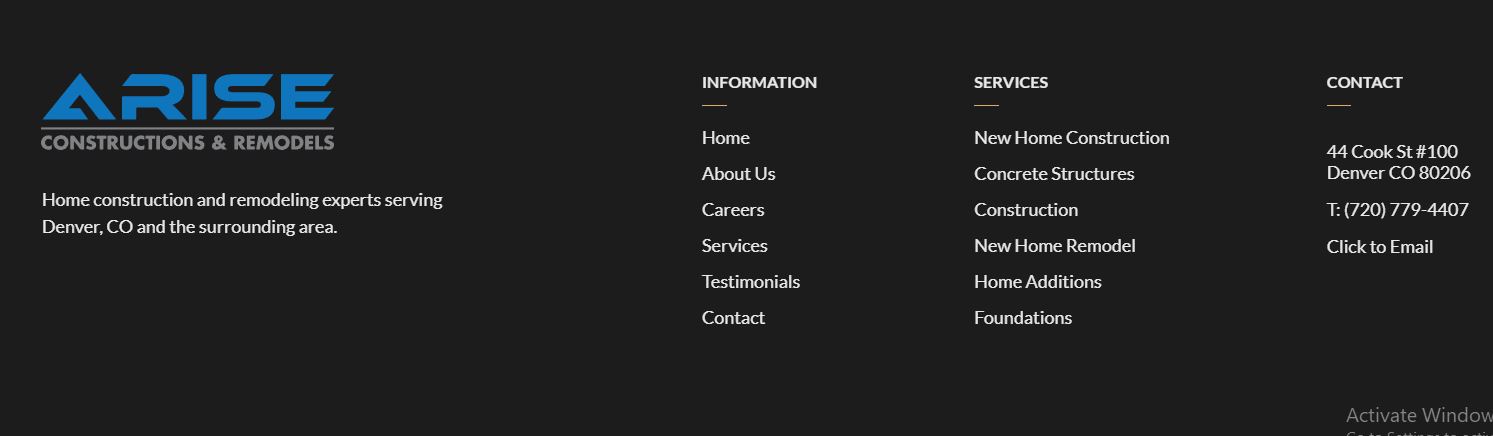 ARISE
CONSTRUCTIONS & REMODELS
Home construction and remodeling experts serving
Denver, CO and the surrounding area.
INFORMATION
Home
About Us
Careers
Services
Testimonials
Contact
SERVICES
New Home Construction
Concrete Structures
Construction
New Home Remodel
Home Additions
Foundations
CONTACT
44 Cook St #100
Denver CO 80206
T: (720) 779-4407
Click to Email
Activate Window